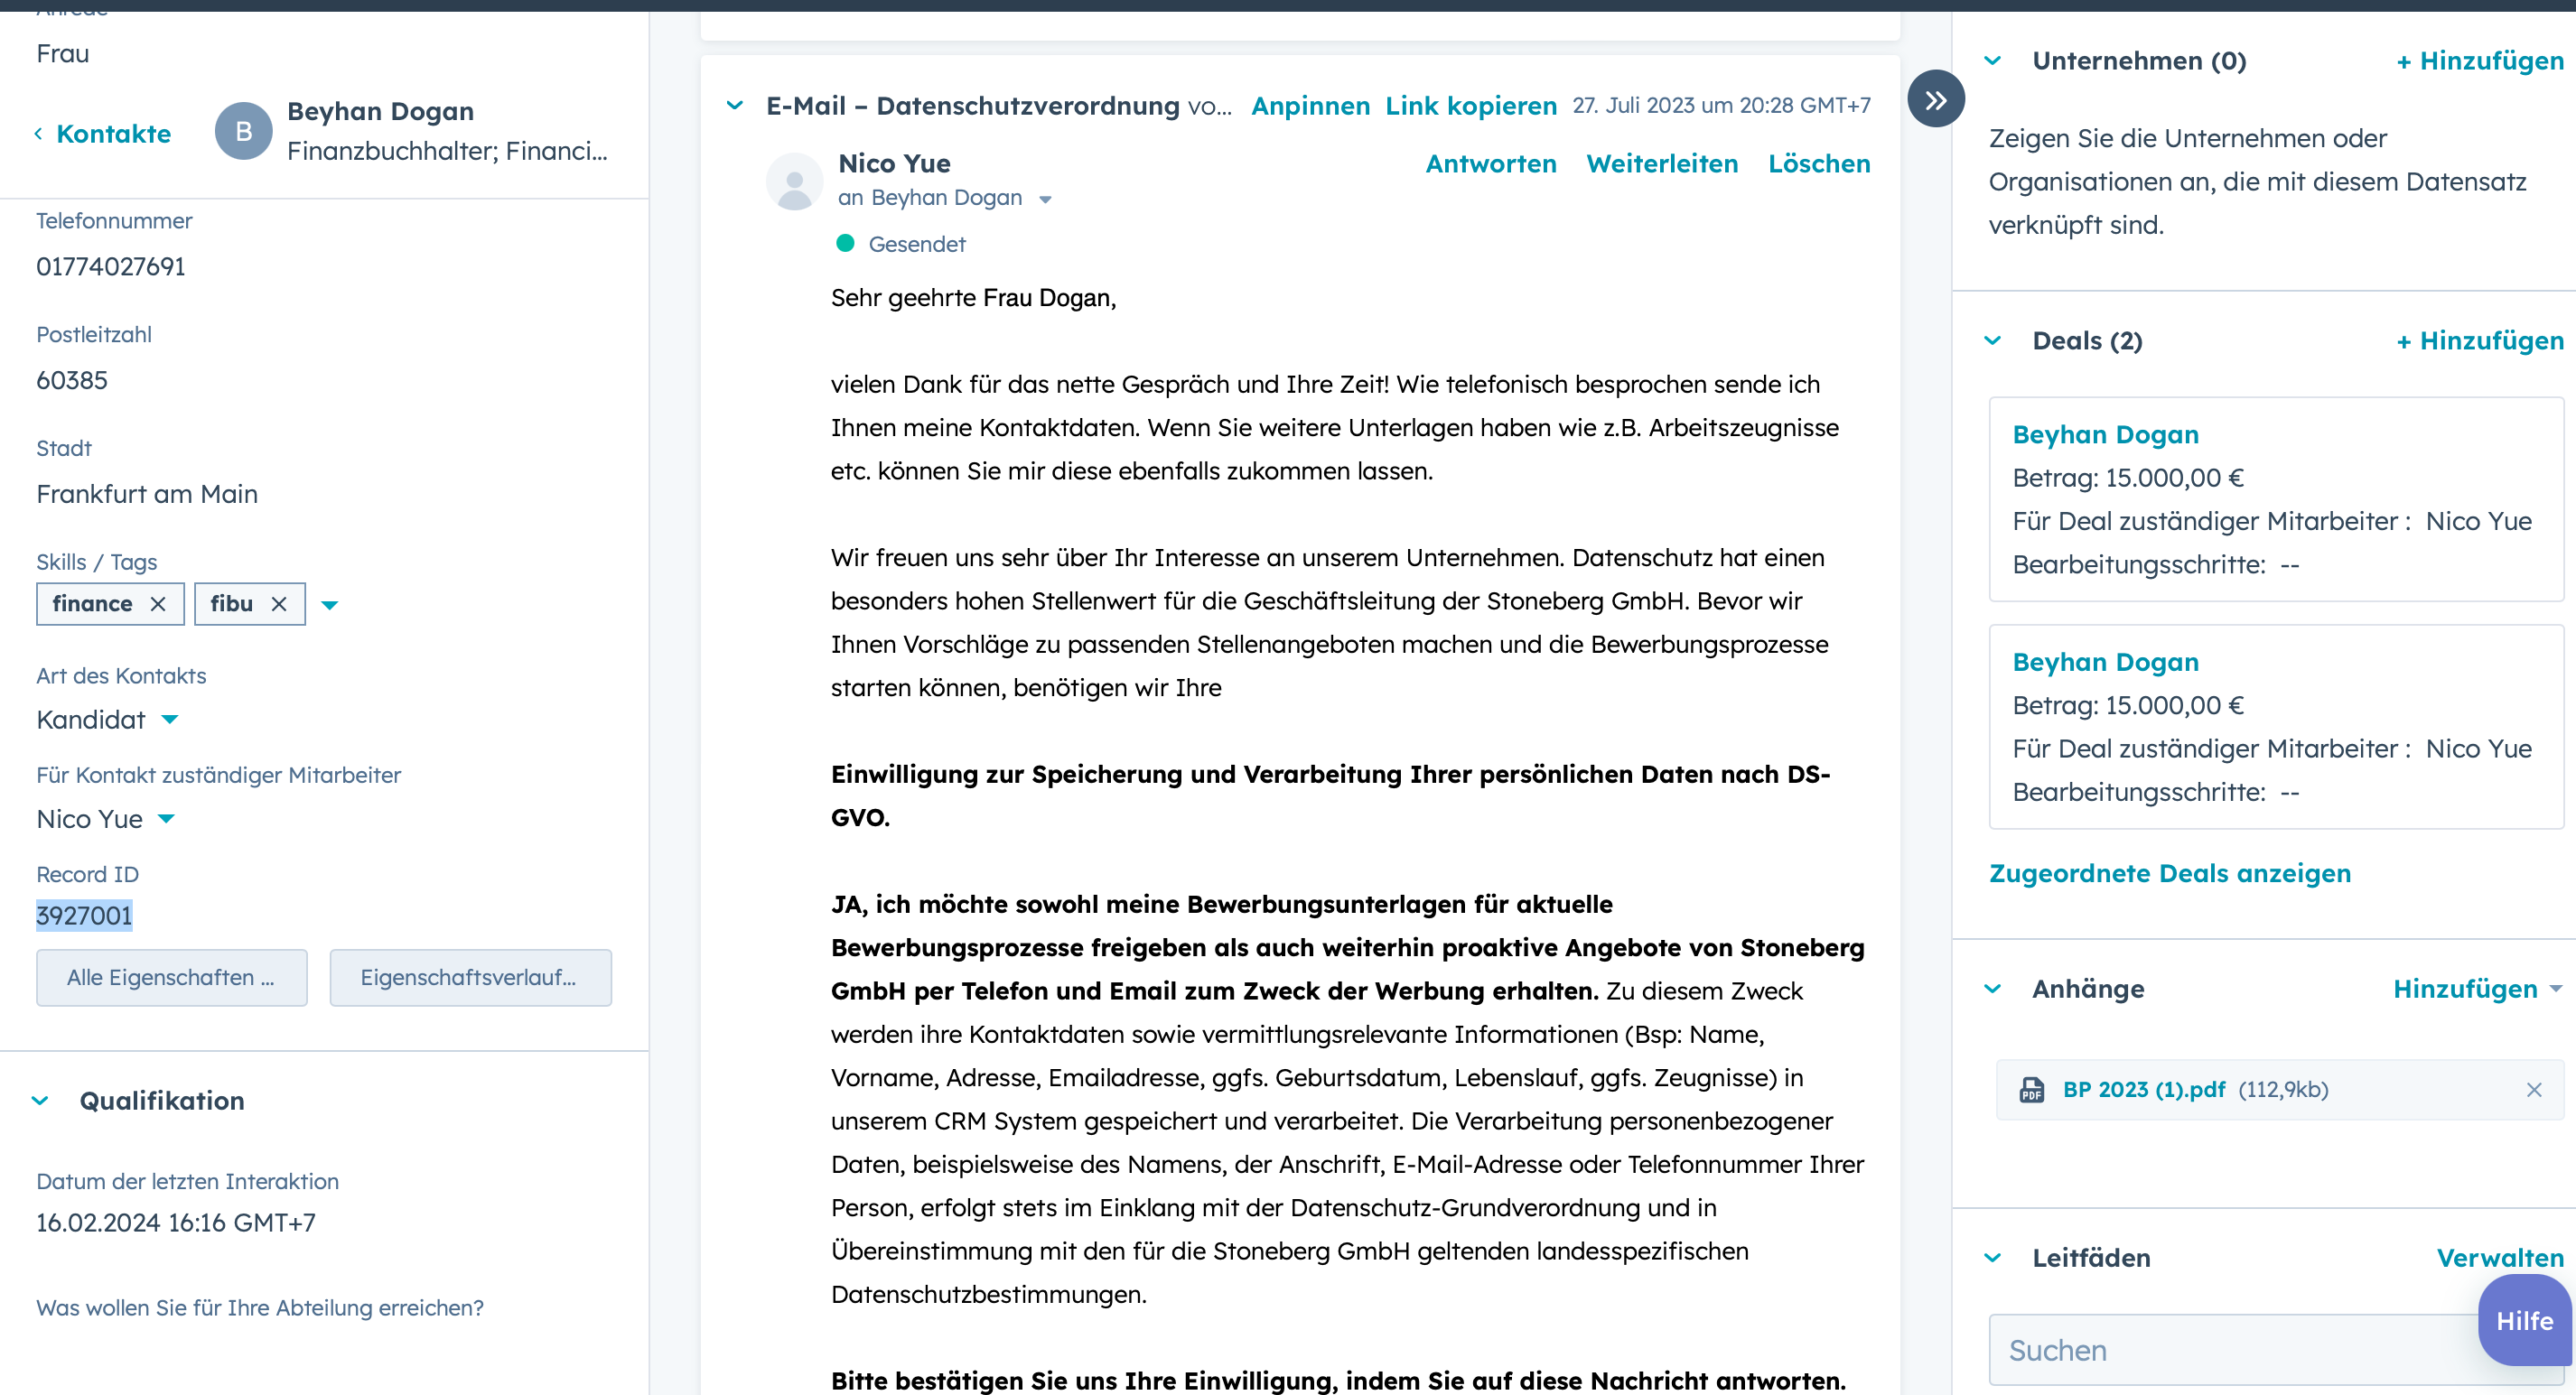 Anrede
Frau
Kontakte
B
Beyhan Dogan
Finanzbuchhalter; Financi...
Telefonnummer
01774027691
Postleitzahl
60385
Stadt
Frankfurt am Main
Skills / Tags
finance
fibu
Art des Kontakts
Kandidat
Für Kontakt zuständiger Mitarbeiter
Nico Yue
Record ID
3927001
Alle Eigenschaften ...
Eigenschaftsverlauf...
Qualifikation
Datum der letzten Interaktion
16.02.2024 16:16 GMT+7
Was wollen Sie für Ihre Abteilung erreichen?
E-Mail – Datenschutzverordnung vo... Anpinnen Link kopieren 27. Juli 2023 um 20:28 GMT+7
Nico Yue Antworten Weiterleiten Löschen
an Beyhan Dogan
Gesendet
Sehr geehrte Frau Dogan,
vielen Dank für das nette Gespräch und Ihre Zeit! Wie telefonisch besprochen sende ich
Ihnen meine Kontaktdaten. Wenn Sie weitere Unterlagen haben wie z.B. Arbeitszeugnisse
etc. können Sie mir diese ebenfalls zukommen lassen.
Wir freuen uns sehr über Ihr Interesse an unserem Unternehmen. Datenschutz hat einen
besonders hohen Stellenwert für die Geschäftsleitung der Stoneberg GmbH. Bevor wir
Ihnen Vorschläge zu passenden Stellenangeboten machen und die Bewerbungsprozesse
starten können, benötigen wir Ihre
Einwilligung zur Speicherung und Verarbeitung Ihrer persönlichen Daten nach DS-
GVO.
JA, ich möchte sowohl meine Bewerbungsunterlagen für aktuelle
Bewerbungsprozesse freigeben als auch weiterhin proaktive Angebote von Stoneberg
GmbH per Telefon und Email zum Zweck der Werbung erhalten. Zu diesem Zweck
werden ihre Kontaktdaten sowie vermittlungsrelevante Informationen (Bsp: Name,
Vorname, Adresse, Emailadresse, ggfs. Geburtsdatum, Lebenslauf, ggfs. Zeugnisse) in
unserem CRM System gespeichert und verarbeitet. Die Verarbeitung personenbezogener
Daten, beispielsweise des Namens, der Anschrift, E-Mail-Adresse oder Telefonnummer Ihrer
Person, erfolgt stets im Einklang mit der Datenschutz-Grundverordnung und in
Übereinstimmung mit den für die Stoneberg GmbH geltenden landesspezifischen
Datenschutzbestimmungen.
Bitte bestätigen Sie uns Ihre Einwilligung, indem Sie auf diese Nachricht antworten.
Unternehmen (0) + Hinzufügen
Zeigen Sie die Unternehmen oder
Organisationen an, die mit diesem Datensatz
verknüpft sind.
Deals (2) + Hinzufügen
Beyhan Dogan
Betrag: 15.000,00 €
Für Deal zuständiger Mitarbeiter : Nico Yue
Bearbeitungsschritte: --
Beyhan Dogan
Betrag: 15.000,00 €
Für Deal zuständiger Mitarbeiter : Nico Yue
Bearbeitungsschritte: --
Zugeordnete Deals anzeigen
Anhänge Hinzufügen
PDF BP 2023 (1).pdf (112,9kb)
Leitfäden Verwalten
Suchen
Hilfe